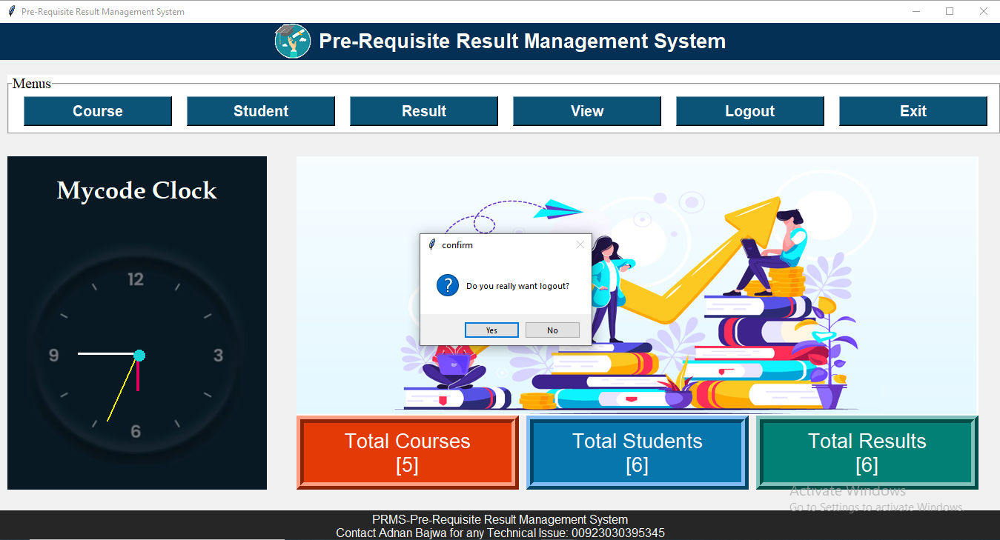 Pre-Requisite Result Management System
Pre-Requisite Result Management System
Menus
Course
Student
Result
View
Logout
Exit
Mycode Clock
12
9
3
6
confirm
?
Do you really want logout?
Yes
No
Total Courses
[5]
Total Students
[6]
Total Results
[6]
Activate Windows
Go to Settings to activate Windows.
PRMS-Pre-Requisite Result Management System
Contact Adnan Bajwa for any Technical Issue: 00923030395345